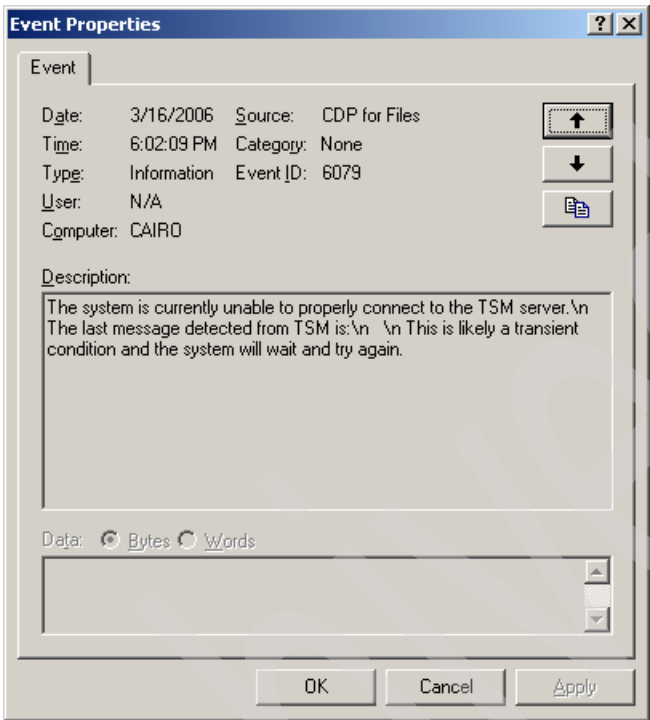 Event Properties
Event
Date: 3/16/2006 Source: CDP for Files
Time: 6:02:09 PM Category: None
Type: Information Event ID: 6079
User: N/A
Computer: CAIRO
Description:
The system is currently unable to properly connect to the TSM server.\n
The last message detected from TSM is:\n \n This is likely a transient
condition and the system will wait and try again.
Data: Bytes Words
OK Cancel Apply